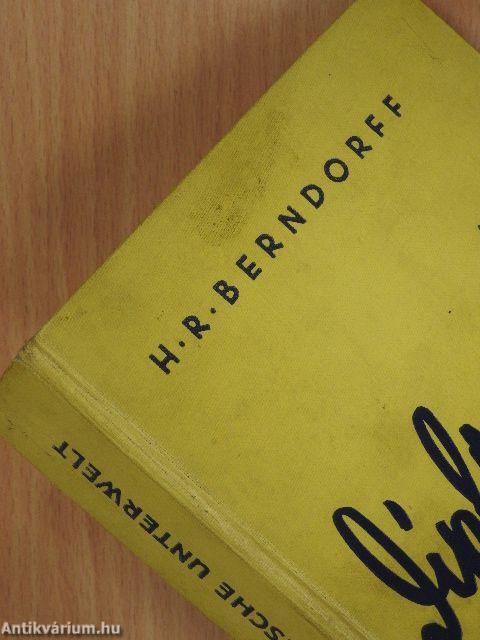 H. R. BERNDORFF
SCHE UNTERWELT
Antikvárium.hu